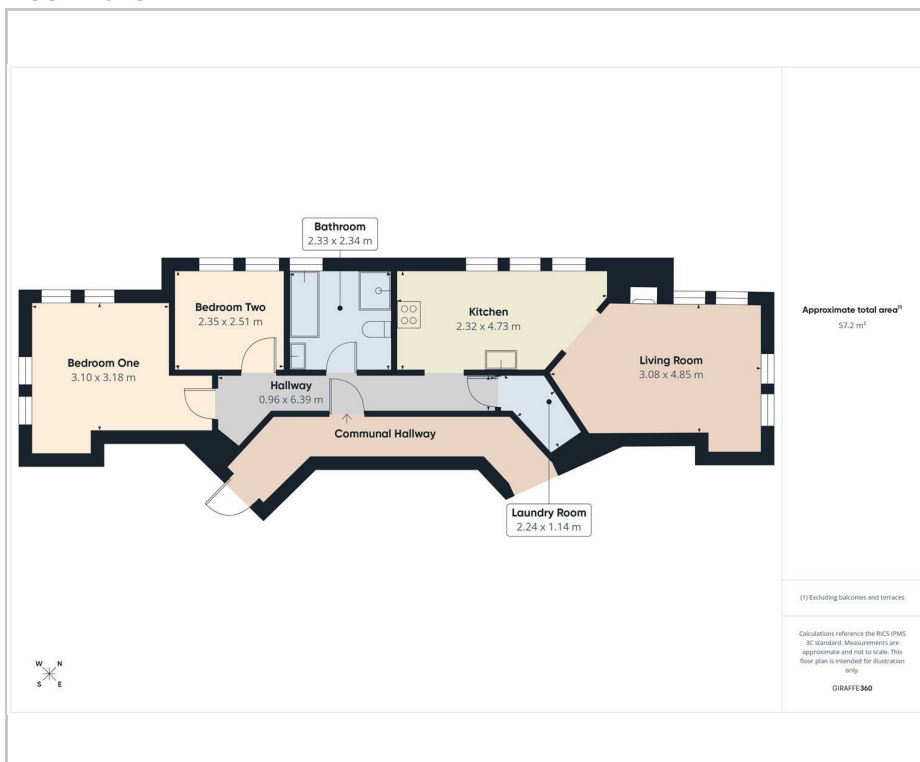 Bathroom
2.33 x 2.34 m
Bedroom Two
2.35 x 2.51 m
Kitchen
2.32 x 4.73 m
Bedroom One
3.10 x 3.18 m
Living Room
3.08 x 4.85 m
Hallway
0.96 x 6.39 m
Communal Hallway
Laundry Room
2.24 x 1.14 m
W N
S E
Approximate total area(1)
57.2 m²
(1) Excluding balconies and terraces
Calculations reference the RICS IPMS
3C standard. Measurements are
approximate and not to scale. This
floor plan is intended for illustration
only.
GIRAFFE360